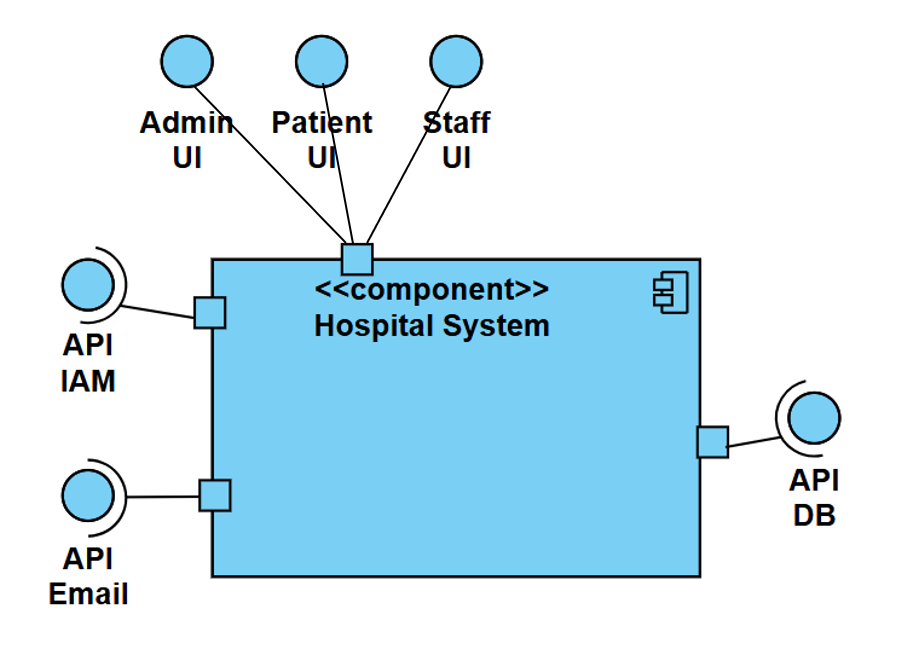 Admin
UI
Patient
UI
Staff
UI
<<component>>
Hospital System
API
IAM
API
DB
API
Email